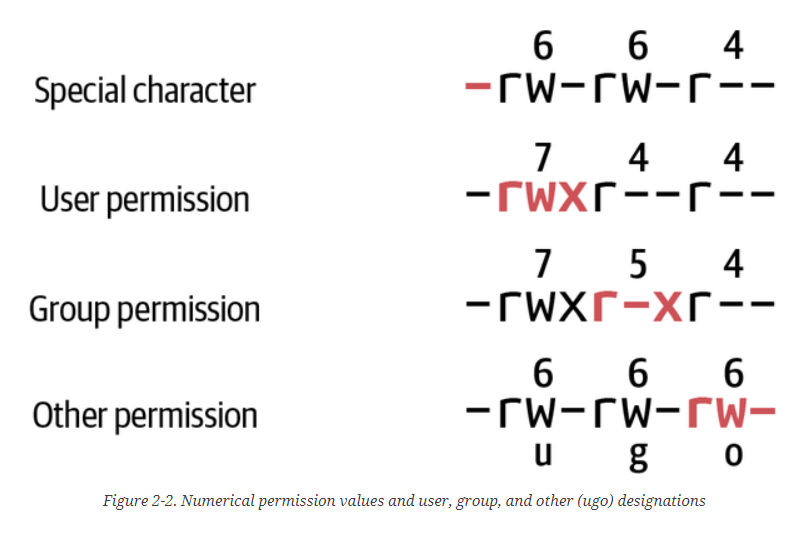 6 6 4
Special character -rw-rw-r--
7 4 4
User permission -rwxr--r--
7 5 4
Group permission -rwxr-xr--
6 6 6
Other permission -rw-rw-rw-
u g o
Figure 2-2. Numerical permission values and user, group, and other (ugo) designations